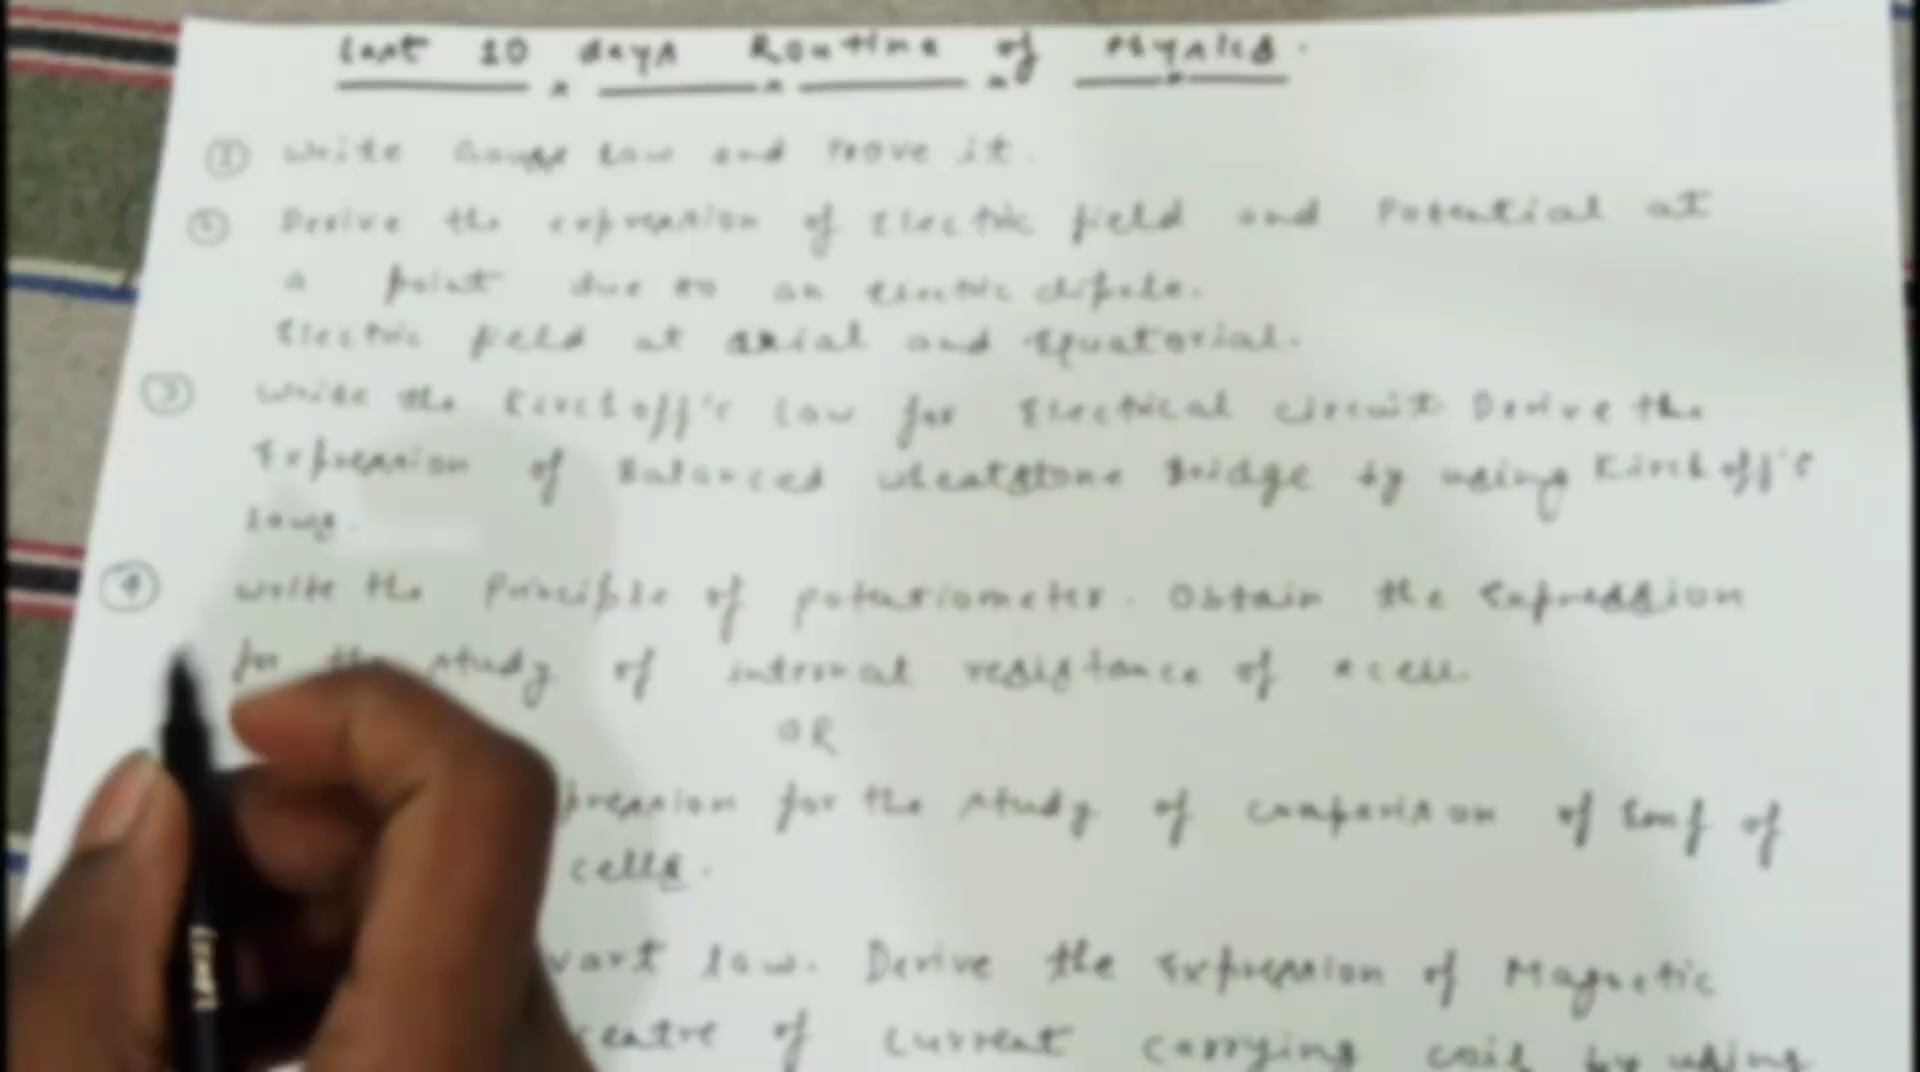 Last 10 days Routine of Physics.
① Write Gauss Law and Prove it.
② Derive the expression of Electric field and Potential at
a point due to an Electric dipole.
Electric field at axial and Equatorial.
③ Write the Kirchoff's Law for Electrical circuit Derive the
Expression of Balanced wheatstone Bridge by using Kirchoff's
Laws.
④ Write the Principle of potentiometer. Obtain the Expression
for the study of internal resistance of a cell.
OR
pression for the study of comparison of Emf of
cells.
vart law. Derive the Expression of Magnetic
centre of current carrying coil by using